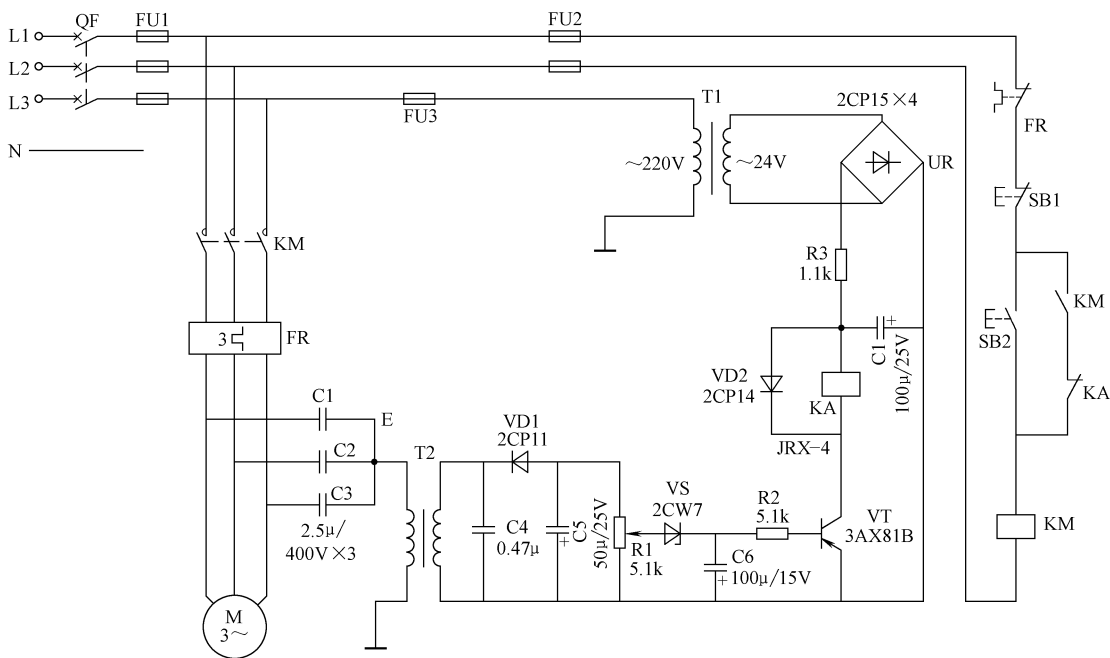 L1
QF
FU1
FU2
L2
L3
FU3
T1
2CP15×4
N
～220V
～24V
UR
FR
SB1
KM
R3
1.1k
KM
SB2
3
FR
C1
100μ/25V
VD2
2CP14
KA
KA
JRX-4
C1
E
C2
C3
2.5μ/
400V×3
T2
VD1
2CP11
C4
0.47μ
+
C5
50μ/25V
R1
5.1k
VS
2CW7
R2
5.1k
VT
3AX81B
C6
+
100μ/15V
+
KM
M
3～